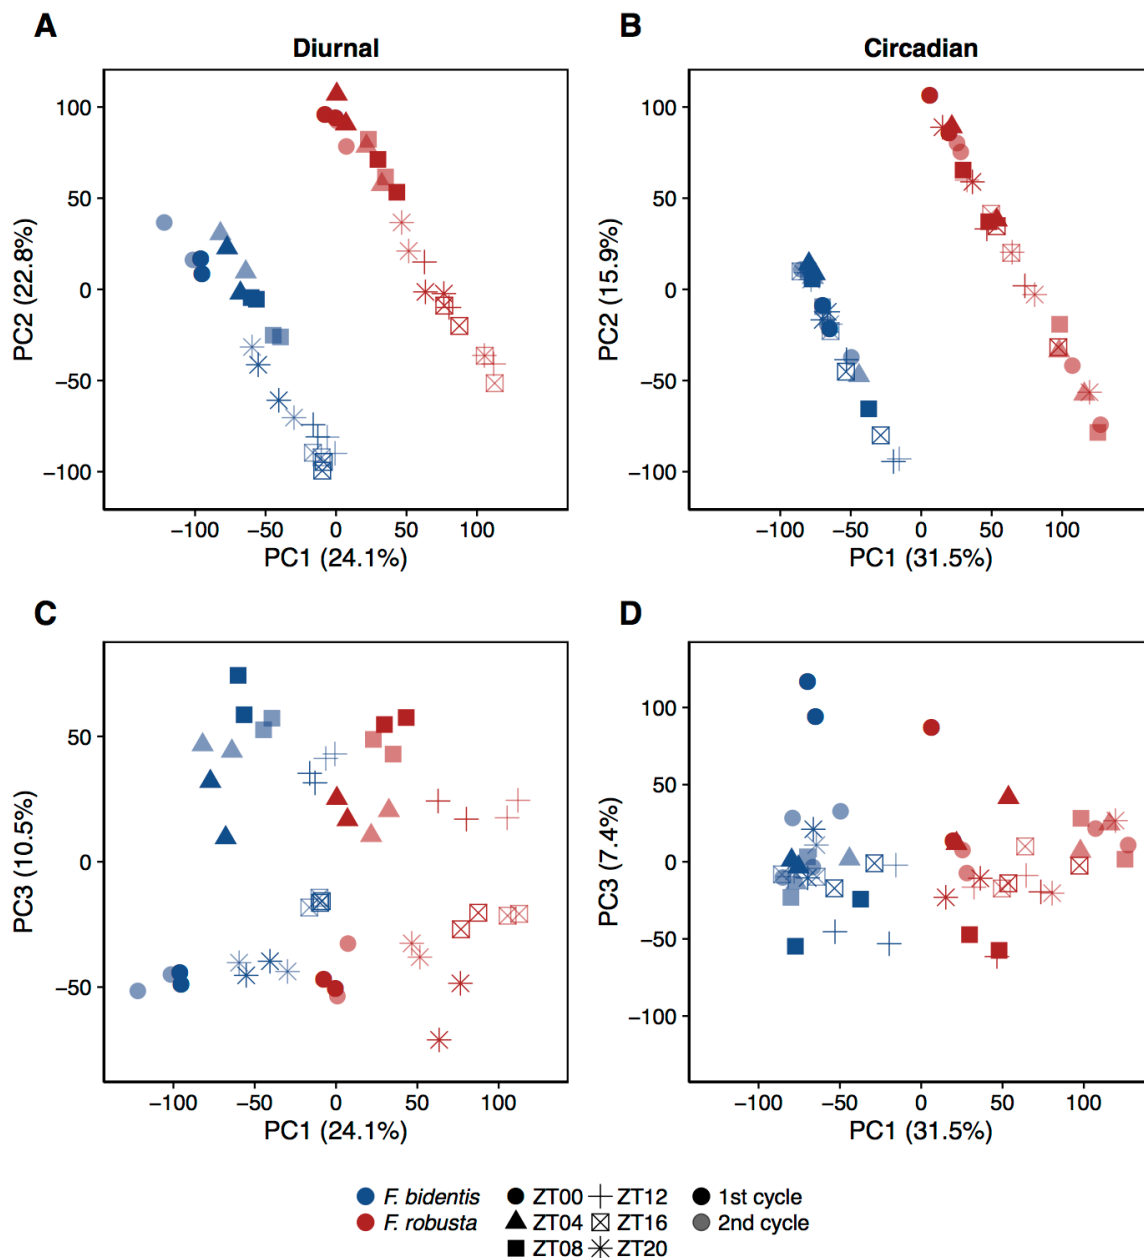 A
Diurnal
100
50
0
−50
−100
PC2 (22.8%)
−100 −50 0 50 100
PC1 (24.1%)
B
Circadian
100
50
0
−50
−100
PC2 (15.9%)
−100 −50 0 50 100
PC1 (31.5%)
C
50
0
−50
PC3 (10.5%)
−100 −50 0 50 100
PC1 (24.1%)
D
100
50
0
−50
−100
PC3 (7.4%)
−100 −50 0 50 100
PC1 (31.5%)
F. bidentis ZT00 ZT12 1st cycle
F. robusta ZT04 ZT16 2nd cycle
ZT08 ZT20